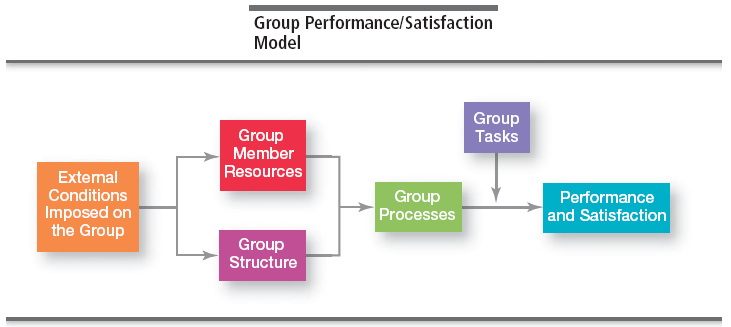 Group Performance/Satisfaction
Model
External
Conditions
Imposed on
the Group
Group
Member
Resources
Group
Structure
Group
Processes
Group
Tasks
Performance
and Satisfaction